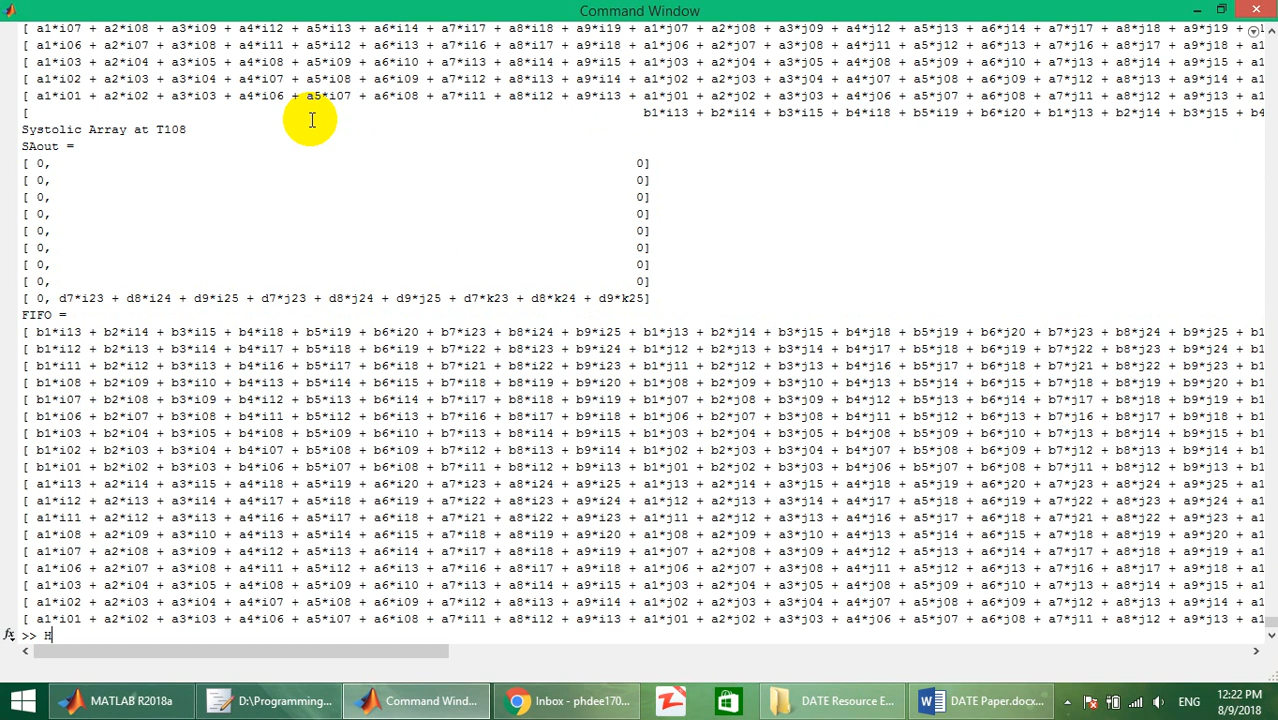 Command Window
[ a1*i07 + a2*i08 + a3*i09 + a4*i12 + a5*i13 + a6*i14 + a7*i17 + a8*i18 + a9*i19 + a1*j07 + a2*j08 + a3*j09 + a4*j12 + a5*j13 + a6*j14 + a7*j17 + a8*j18 + a9*j19 +
[ a1*i06 + a2*i07 + a3*i08 + a4*i11 + a5*i12 + a6*i13 + a7*i16 + a8*i17 + a9*i18 + a1*j06 + a2*j07 + a3*j08 + a4*j11 + a5*j12 + a6*j13 + a7*j16 + a8*j17 + a9*j18 + a1
[ a1*i03 + a2*i04 + a3*i05 + a4*i08 + a5*i09 + a6*i10 + a7*i13 + a8*i14 + a9*i15 + a1*j03 + a2*j04 + a3*j05 + a4*j08 + a5*j09 + a6*j10 + a7*j13 + a8*j14 + a9*j15 + a1
[ a1*i02 + a2*i03 + a3*i04 + a4*i07 + a5*i08 + a6*i09 + a7*i12 + a8*i13 + a9*i14 + a1*j02 + a2*j03 + a3*j04 + a4*j07 + a5*j08 + a6*j09 + a7*j12 + a8*j13 + a9*j14 + a1
[ a1*i01 + a2*i02 + a3*i03 + a4*i06 + a5*i07 + a6*i08 + a7*i11 + a8*i12 + a9*i13 + a1*j01 + a2*j02 + a3*j03 + a4*j06 + a5*j07 + a6*j08 + a7*j11 + a8*j12 + a9*j13 + a1
[ b1*i13 + b2*i14 + b3*i15 + b4*i18 + b5*i19 + b6*i20 + b1*j13 + b2*j14 + b3*j15 + b4
Systolic Array at T108
SAout =
[ 0, 0]
[ 0, 0]
[ 0, 0]
[ 0, 0]
[ 0, 0]
[ 0, 0]
[ 0, 0]
[ 0, 0]
[ 0, d7*i23 + d8*i24 + d9*i25 + d7*j23 + d8*j24 + d9*j25 + d7*k23 + d8*k24 + d9*k25]
FIFO =
[ b1*i13 + b2*i14 + b3*i15 + b4*i18 + b5*i19 + b6*i20 + b7*i23 + b8*i24 + b9*i25 + b1*j13 + b2*j14 + b3*j15 + b4*j18 + b5*j19 + b6*j20 + b7*j23 + b8*j24 + b9*j25 + b1
[ b1*i12 + b2*i13 + b3*i14 + b4*i17 + b5*i18 + b6*i19 + b7*i22 + b8*i23 + b9*i24 + b1*j12 + b2*j13 + b3*j14 + b4*j17 + b5*j18 + b6*j19 + b7*j22 + b8*j23 + b9*j24 + b1
[ b1*i11 + b2*i12 + b3*i13 + b4*i16 + b5*i17 + b6*i18 + b7*i21 + b8*i22 + b9*i23 + b1*j11 + b2*j12 + b3*j13 + b4*j16 + b5*j17 + b6*j18 + b7*j21 + b8*j22 + b9*j23 + b1
[ b1*i08 + b2*i09 + b3*i10 + b4*i13 + b5*i14 + b6*i15 + b7*i18 + b8*i19 + b9*i20 + b1*j08 + b2*j09 + b3*j10 + b4*j13 + b5*j14 + b6*j15 + b7*j18 + b8*j19 + b9*j20 + b1
[ b1*i07 + b2*i08 + b3*i09 + b4*i12 + b5*i13 + b6*i14 + b7*i17 + b8*i18 + b9*i19 + b1*j07 + b2*j08 + b3*j09 + b4*j12 + b5*j13 + b6*j14 + b7*j17 + b8*j18 + b9*j19 + b1
[ b1*i06 + b2*i07 + b3*i08 + b4*i11 + b5*i12 + b6*i13 + b7*i16 + b8*i17 + b9*i18 + b1*j06 + b2*j07 + b3*j08 + b4*j11 + b5*j12 + b6*j13 + b7*j16 + b8*j17 + b9*j18 + b1
[ b1*i03 + b2*i04 + b3*i05 + b4*i08 + b5*i09 + b6*i10 + b7*i13 + b8*i14 + b9*i15 + b1*j03 + b2*j04 + b3*j05 + b4*j08 + b5*j09 + b6*j10 + b7*j13 + b8*j14 + b9*j15 + b1
[ b1*i02 + b2*i03 + b3*i04 + b4*i07 + b5*i08 + b6*i09 + b7*i12 + b8*i13 + b9*i14 + b1*j02 + b2*j03 + b3*j04 + b4*j07 + b5*j08 + b6*j09 + b7*j12 + b8*j13 + b9*j14 + b1
[ b1*i01 + b2*i02 + b3*i03 + b4*i06 + b5*i07 + b6*i08 + b7*i11 + b8*i12 + b9*i13 + b1*j01 + b2*j02 + b3*j03 + b4*j06 + b5*j07 + b6*j08 + b7*j11 + b8*j12 + b9*j13 + b1
[ a1*i13 + a2*i14 + a3*i15 + a4*i18 + a5*i19 + a6*i20 + a7*i23 + a8*i24 + a9*i25 + a1*j13 + a2*j14 + a3*j15 + a4*j18 + a5*j19 + a6*j20 + a7*j23 + a8*j24 + a9*j25 + a1
[ a1*i12 + a2*i13 + a3*i14 + a4*i17 + a5*i18 + a6*i19 + a7*i22 + a8*i23 + a9*i24 + a1*j12 + a2*j13 + a3*j14 + a4*j17 + a5*j18 + a6*j19 + a7*j22 + a8*j23 + a9*j24 + a1
[ a1*i11 + a2*i12 + a3*i13 + a4*i16 + a5*i17 + a6*i18 + a7*i21 + a8*i22 + a9*i23 + a1*j11 + a2*j12 + a3*j13 + a4*j16 + a5*j17 + a6*j18 + a7*j21 + a8*j22 + a9*j23 + a1
[ a1*i08 + a2*i09 + a3*i10 + a4*i13 + a5*i14 + a6*i15 + a7*i18 + a8*i19 + a9*i20 + a1*j08 + a2*j09 + a3*j10 + a4*j13 + a5*j14 + a6*j15 + a7*j18 + a8*j19 + a9*j20 + a1
[ a1*i07 + a2*i08 + a3*i09 + a4*i12 + a5*i13 + a6*i14 + a7*i17 + a8*i18 + a9*i19 + a1*j07 + a2*j08 + a3*j09 + a4*j12 + a5*j13 + a6*j14 + a7*j17 + a8*j18 + a9*j19 + a1
[ a1*i06 + a2*i07 + a3*i08 + a4*i11 + a5*i12 + a6*i13 + a7*i16 + a8*i17 + a9*i18 + a1*j06 + a2*j07 + a3*j08 + a4*j11 + a5*j12 + a6*j13 + a7*j16 + a8*j17 + a9*j18 + a1
[ a1*i03 + a2*i04 + a3*i05 + a4*i08 + a5*i09 + a6*i10 + a7*i13 + a8*i14 + a9*i15 + a1*j03 + a2*j04 + a3*j05 + a4*j08 + a5*j09 + a6*j10 + a7*j13 + a8*j14 + a9*j15 + a1
[ a1*i02 + a2*i03 + a3*i04 + a4*i07 + a5*i08 + a6*i09 + a7*i12 + a8*i13 + a9*i14 + a1*j02 + a2*j03 + a3*j04 + a4*j07 + a5*j08 + a6*j09 + a7*j12 + a8*j13 + a9*j14 + a1
[ a1*i01 + a2*i02 + a3*i03 + a4*i06 + a5*i07 + a6*i08 + a7*i11 + a8*i12 + a9*i13 + a1*j01 + a2*j02 + a3*j03 + a4*j06 + a5*j07 + a6*j08 + a7*j11 + a8*j12 + a9*j13 + a1
fx >> H
MATLAB R2018a D:\Programming... Command Wind... Inbox - phdee170... DATE Resource E... DATE Paper.docx... ENG 12:22 PM
8/9/2018